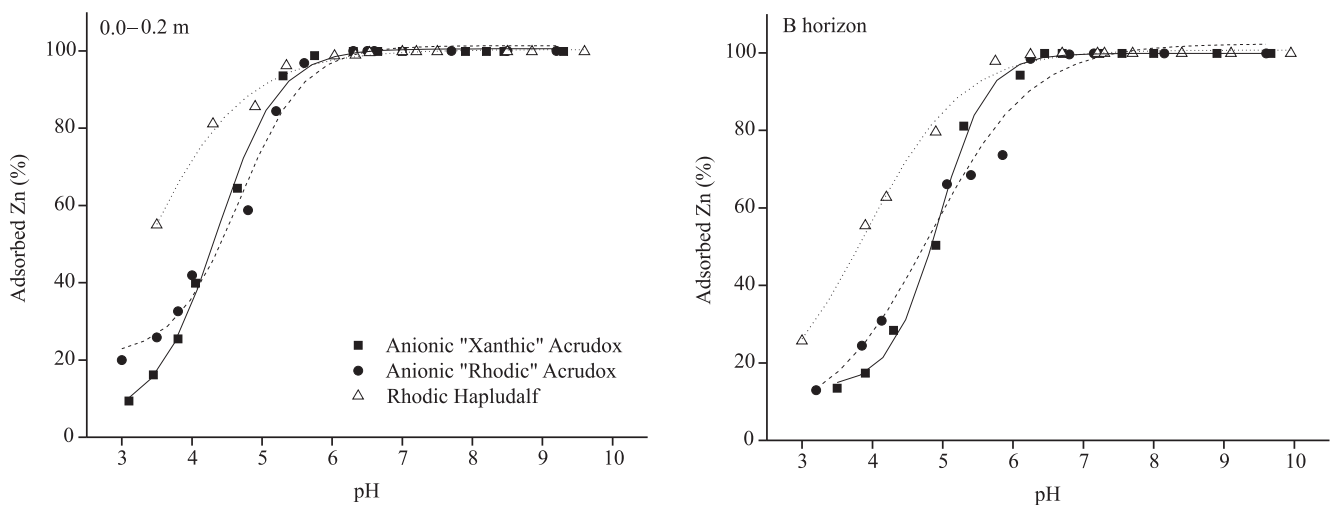 0.0–0.2 m
100
80
60
40
20
0
Adsorbed Zn (%)
Anionic "Xanthic" Acrudox
Anionic "Rhodic" Acrudox
Rhodic Hapludalf
3 4 5 6 7 8 9 10
pH
B horizon
100
80
60
40
20
0
Adsorbed Zn (%)
3 4 5 6 7 8 9 10
pH